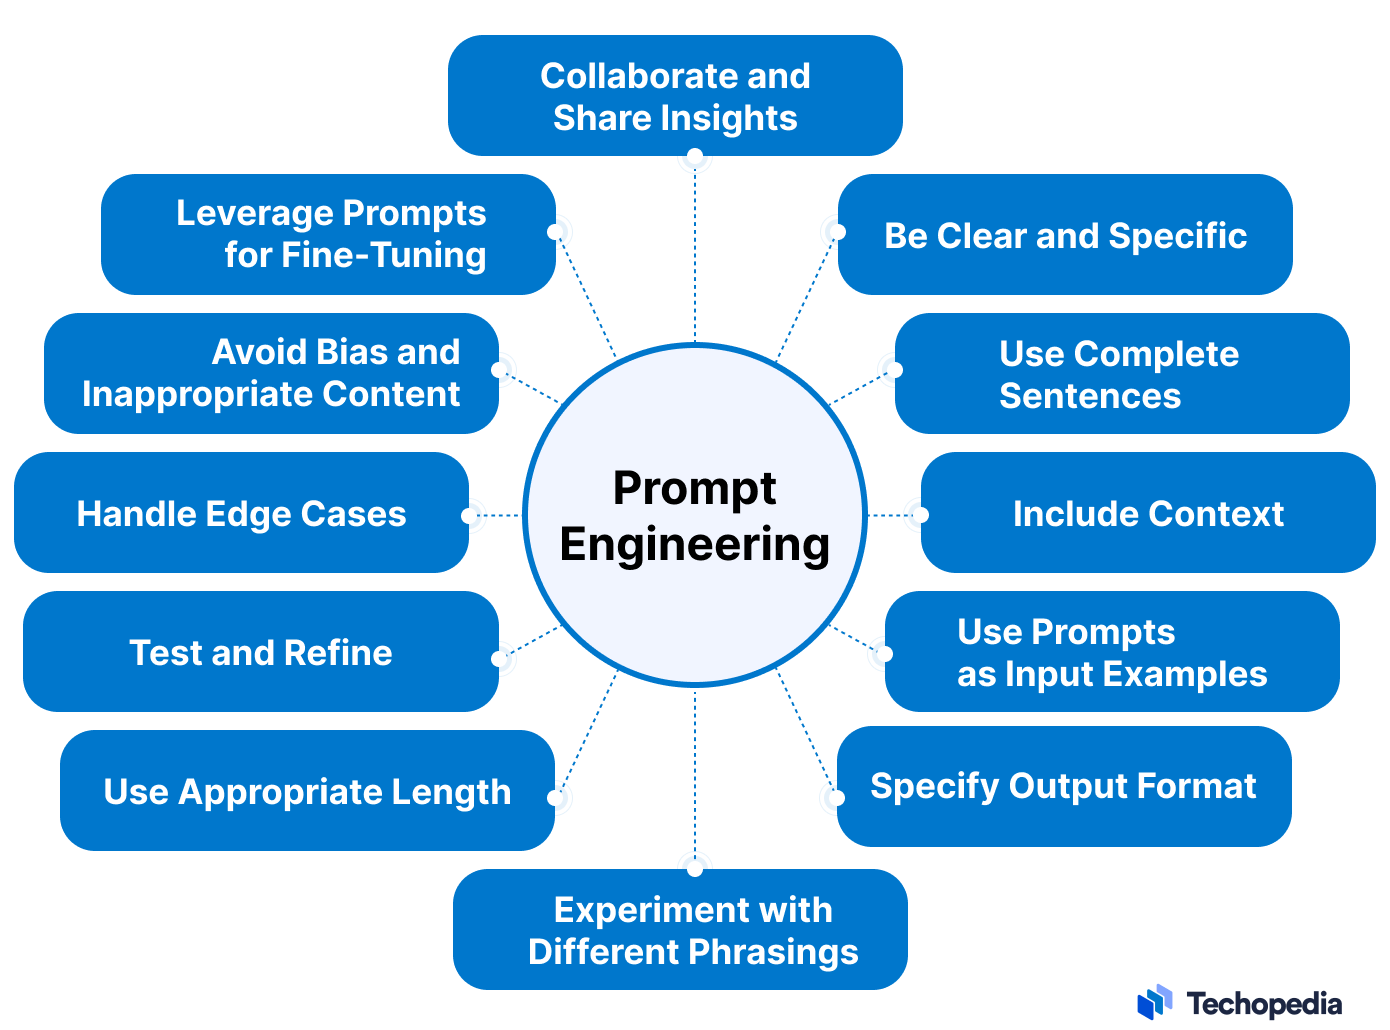 Collaborate and
Share Insights
Leverage Prompts
for Fine-Tuning
Be Clear and Specific
Avoid Bias and
Inappropriate Content
Use Complete
Sentences
Handle Edge Cases
Prompt
Engineering
Include Context
Test and Refine
Use Prompts
as Input Examples
Use Appropriate Length
Specify Output Format
Experiment with
Different Phrasings
Techopedia